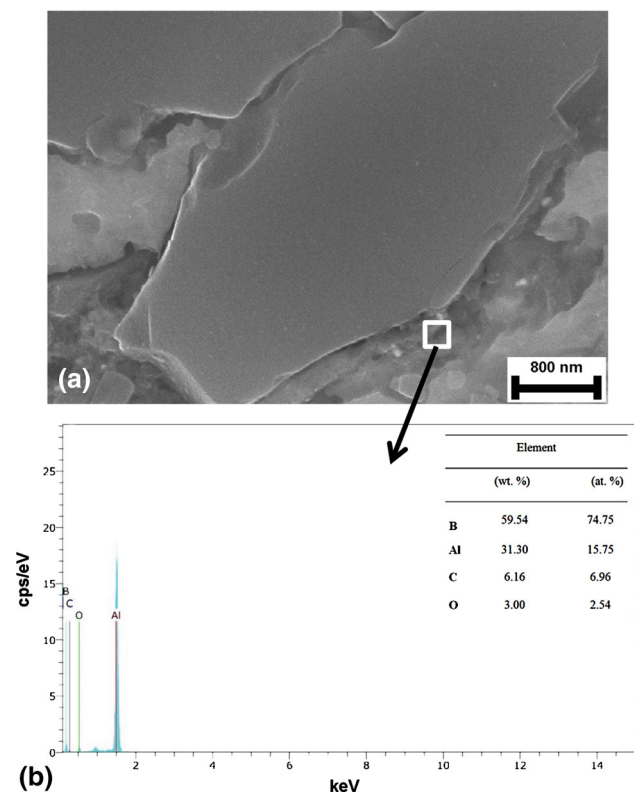 (a)
800 nm
Element
(wt. %) (at. %)
B 59.54 74.75
Al 31.30 15.75
C 6.16 6.96
O 3.00 2.54
cps/eV
25
20
15
10
5
0
B
C
O
Al
2 4 6 8 10 12 14
keV
(b)